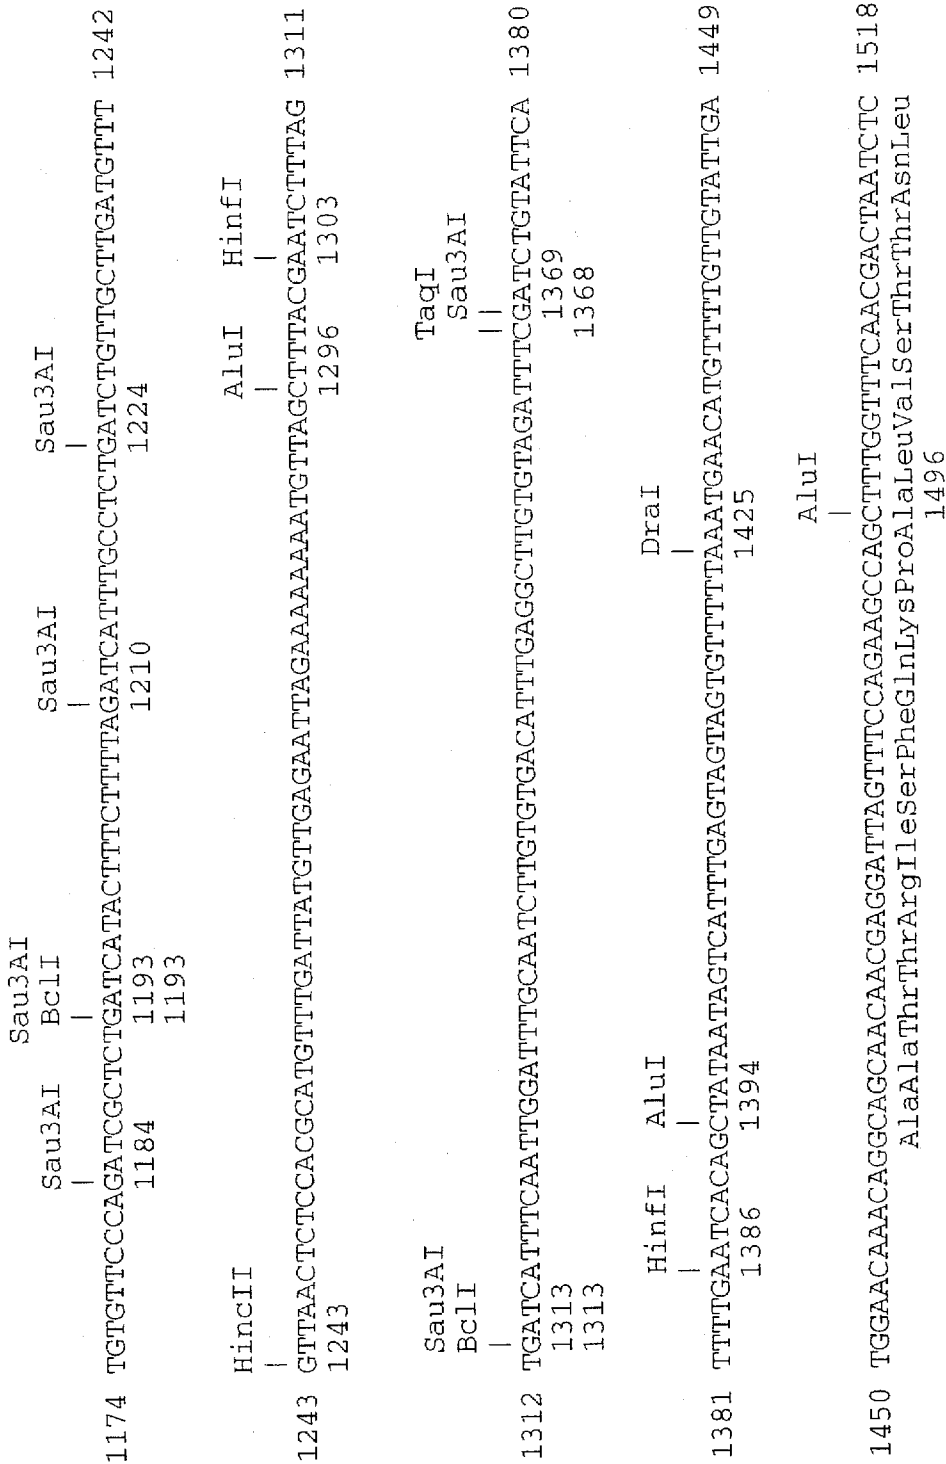 Sau3AI
Sau3AI BclI Sau3AI Sau3AI
1174 TGTGTTCCCAGATCGCTCTGATCATACTTTCTTTTAGATCATTTGCCTCTGATCTGTTGCTTGATGTTT 1242
1184 1193 1210 1224
1193
HincII AluI HinfI
1243 GTTAACTCTCCACGCATGTTTGATTATGTTGAGAATTAGAAAAAAAATGTTAGCTTTACGAATCTTTAG 1311
1243 1296 1303
Sau3AI TaqI
BclI Sau3AI
1312 TGATCATTTCAATTGGATTTGCAATCTTGTGTGACATTTGAGGCTTGTGTAGATTTCGATCTGTATTCA 1380
1313 1369
1313 1368
HinfI AluI DraI
1381 TTTTGAATCACAGCTATAATAGTCATTTGAGTAGTAGTGTTTTTAAATGAACATGTTTTGTTGTATTGA 1449
1386 1394 1425
AluI
1450 TGGAACAAACAGGCAGCAACAACGAGGATTAGTTTCCAGAAGCCAGCTTTGGTTTCAACGACTAATCTC 1518
AlaAlaThrThrArgIleSerPheGlnLysProAlaLeuValSerThrThrAsnLeu
1496